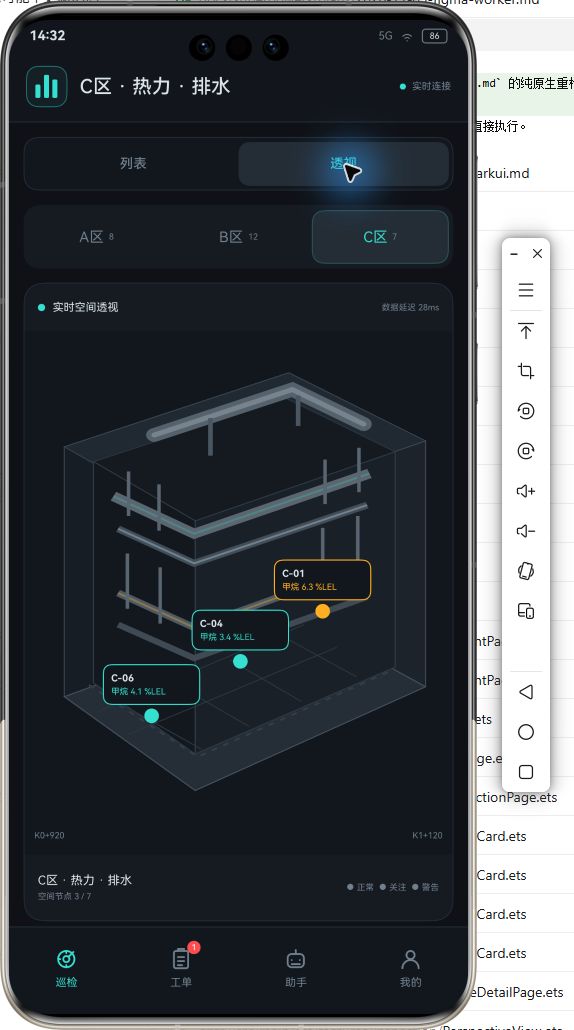 14:32
5G 86
C区 · 热力 · 排水
实时连接
列表
透视
A区 8
B区 12
C区 7
实时空间透视
数据延迟 28ms
C-01
甲烷 6.3 %LEL
C-04
甲烷 3.4 %LEL
C-06
甲烷 4.1 %LEL
K0+920
K1+120
C区 · 热力 · 排水
空间节点 3 / 7
正常 关注 警告
1
巡检
工单
助手
我的
.md` 的纯原生重
直接执行。
arkui.md
ntPa
ntPa
ets
ge.e
ctionPage.ets
Card.ets
Card.ets
Card.ets
Card.ets
eDetailPage.ets